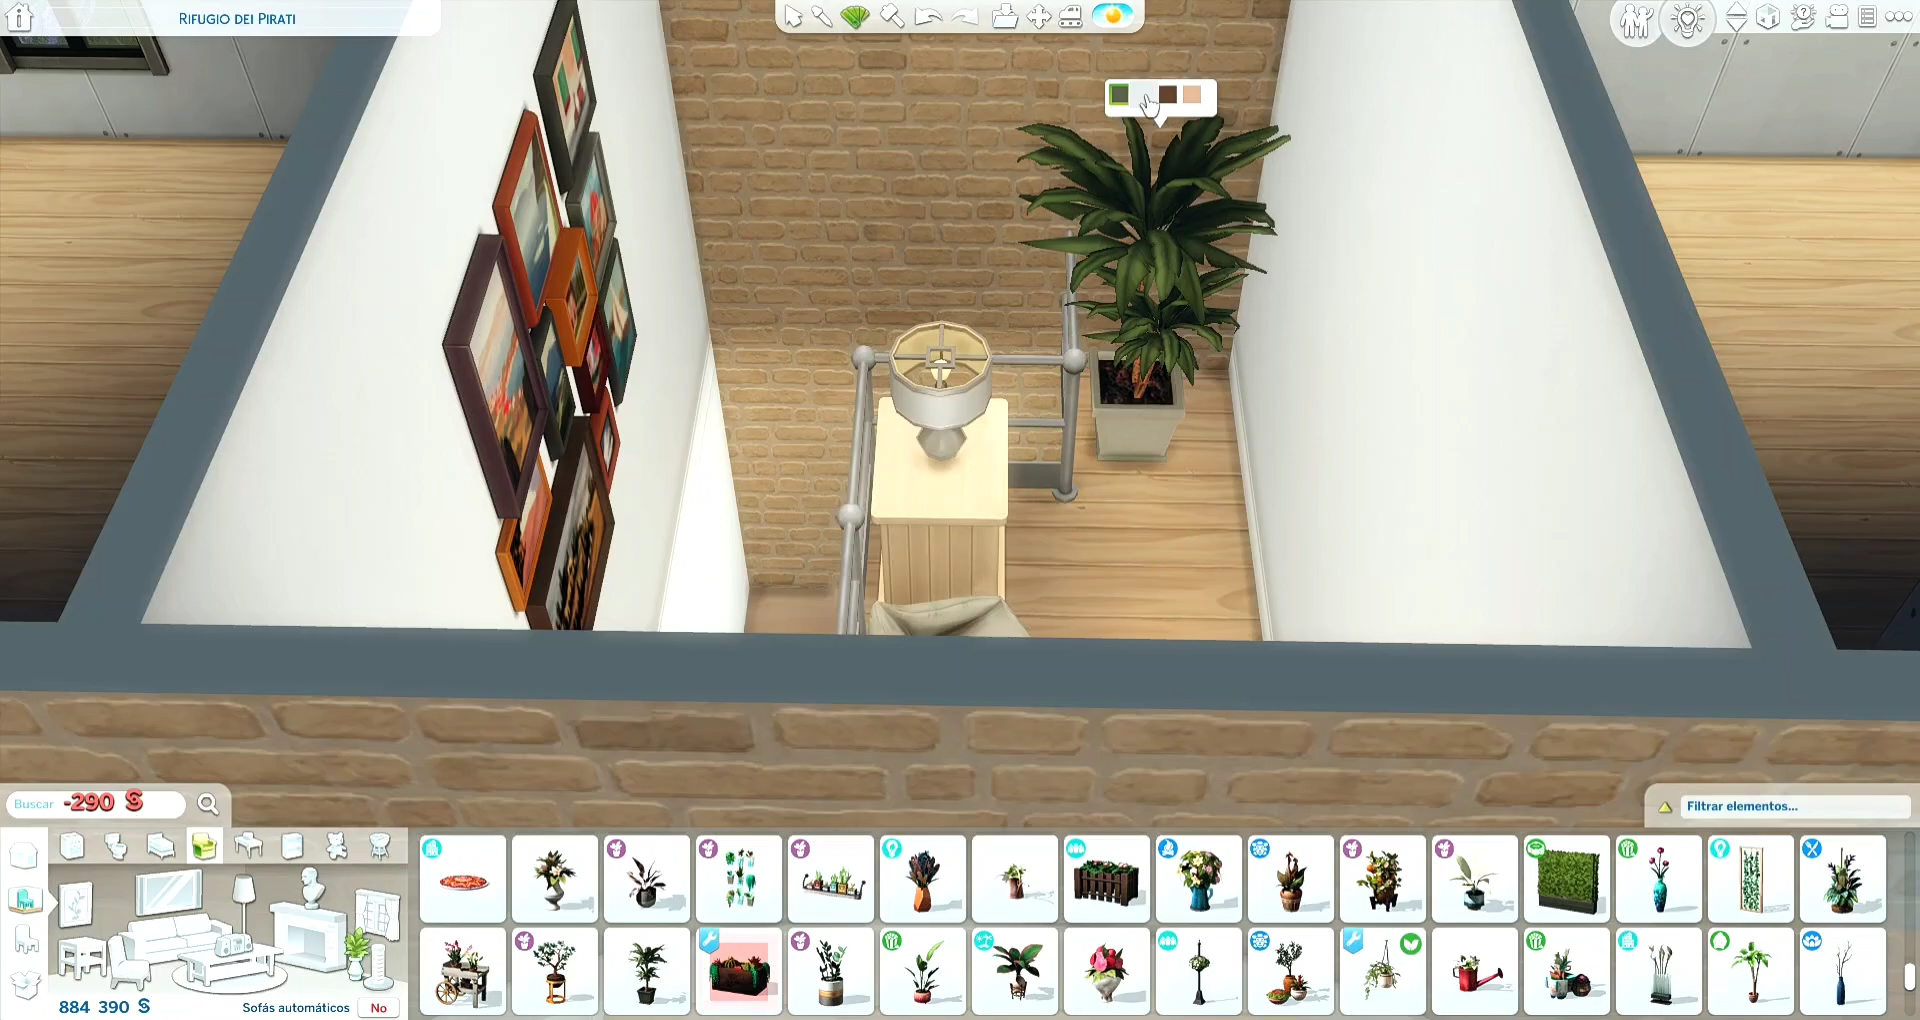 RIFUGIO DEI PIRATI
Buscar -290 §
Filtrar elementos...
884 390 §
Sofás automáticos No